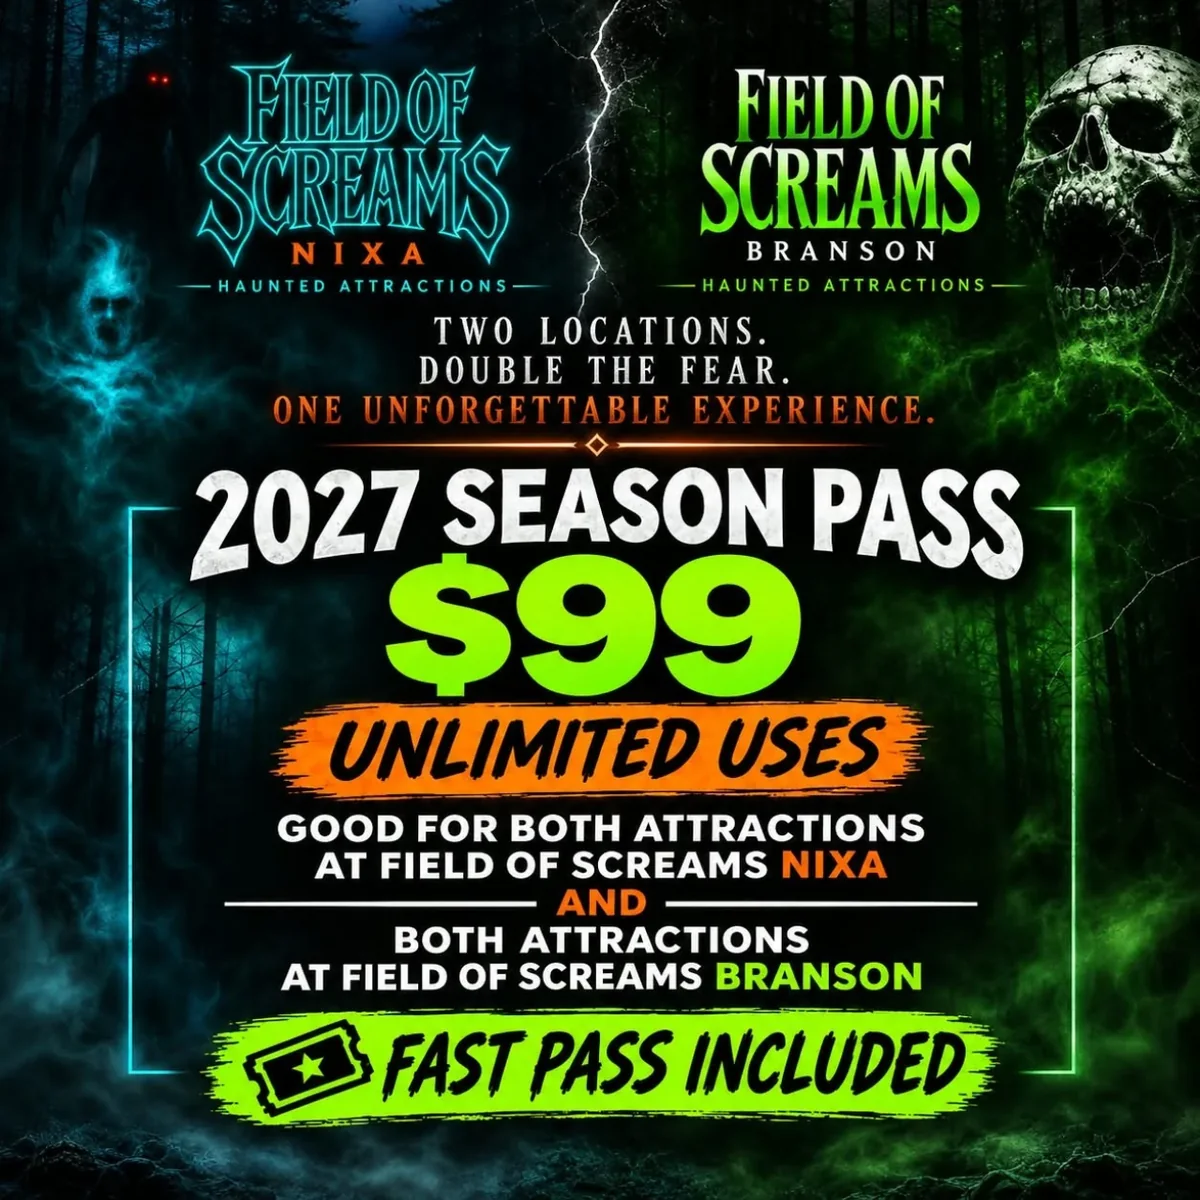 FIELD OF
SCREAMS
NIXA
HAUNTED ATTRACTIONS
FIELD OF
SCREAMS
BRANSON
HAUNTED ATTRACTIONS
TWO LOCATIONS.
DOUBLE THE FEAR.
ONE UNFORGETTABLE EXPERIENCE.
2027 SEASON PASS
$99
UNLIMITED USES
GOOD FOR BOTH ATTRACTIONS
AT FIELD OF SCREAMS NIXA
AND
BOTH ATTRACTIONS
AT FIELD OF SCREAMS BRANSON
FAST PASS INCLUDED